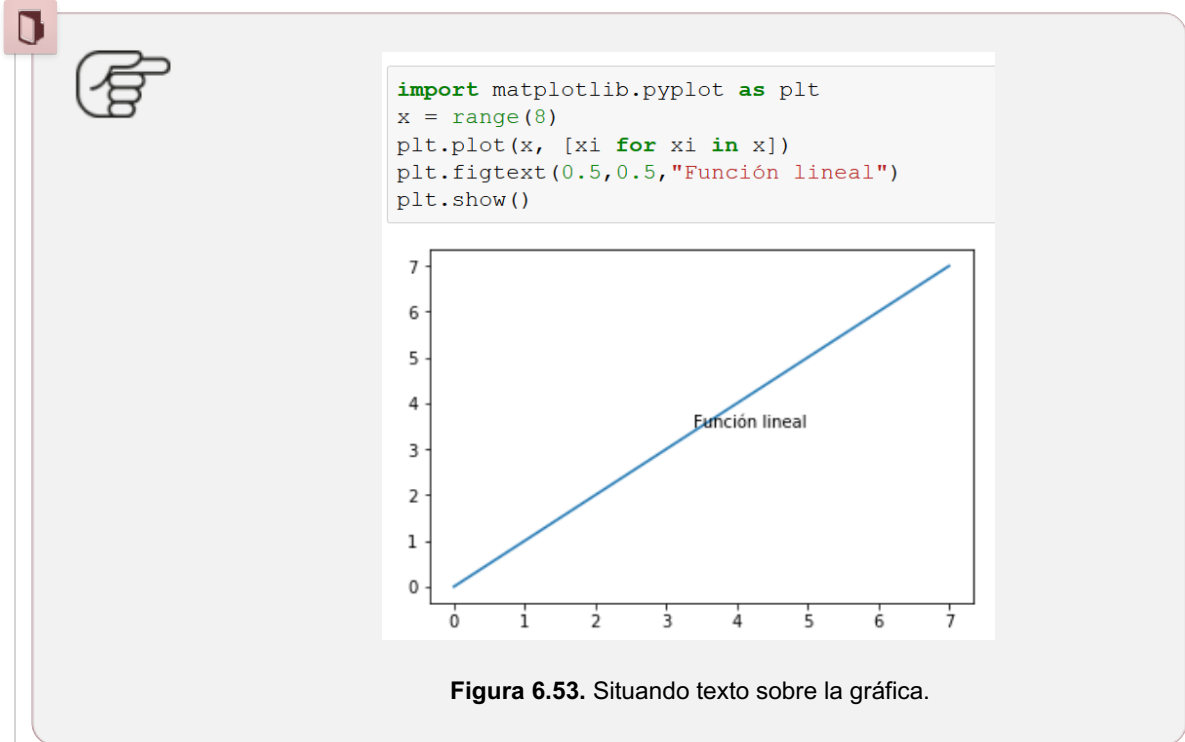 import matplotlib.pyplot as plt
x = range(8)
plt.plot(x, [xi for xi in x])
plt.figtext(0.5,0.5,"Función lineal")
plt.show()
7
6
5
4
Función lineal
3
2
1
0
0 1 2 3 4 5 6 7
Figura 6.53. Situando texto sobre la gráfica.